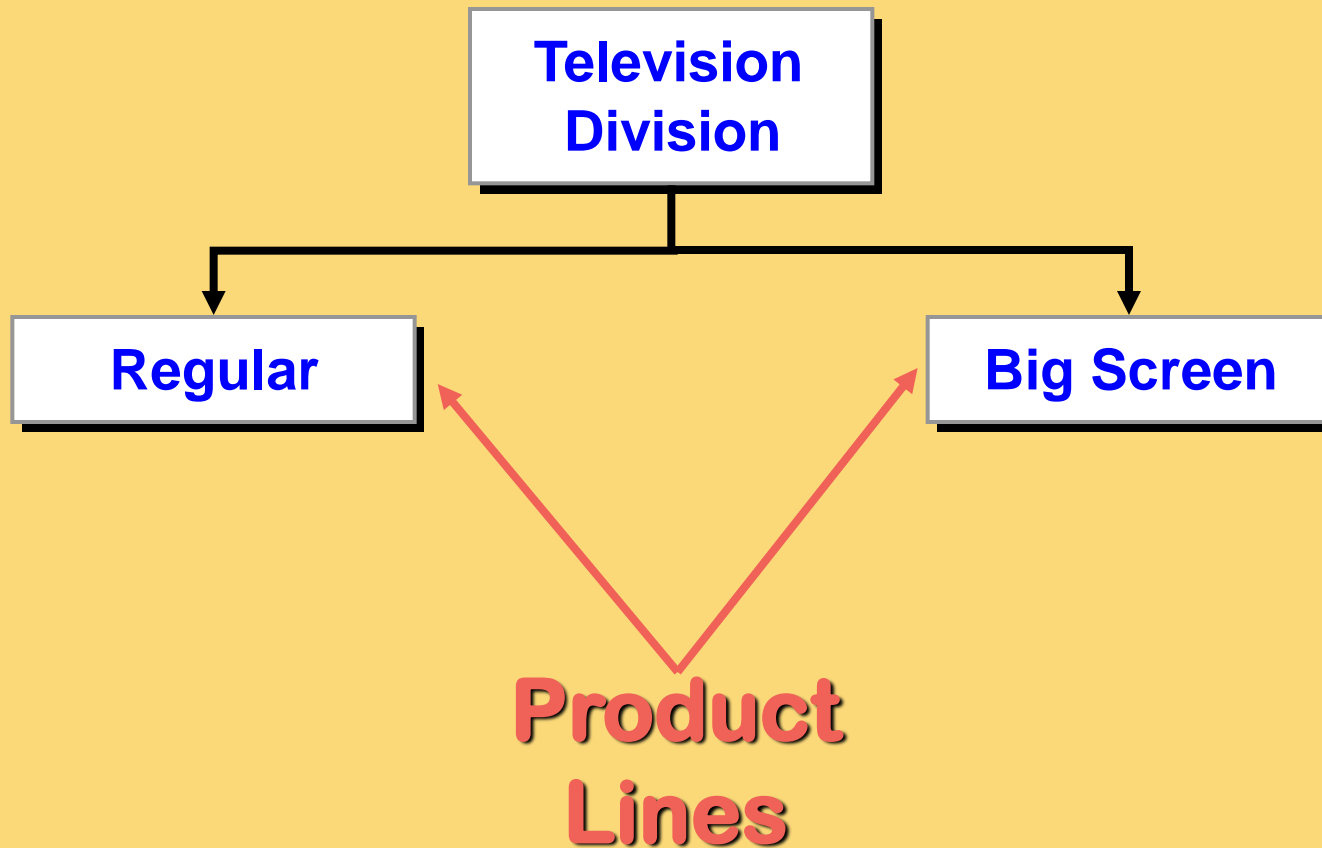 Television
Division
Regular
Big Screen
Product
Lines